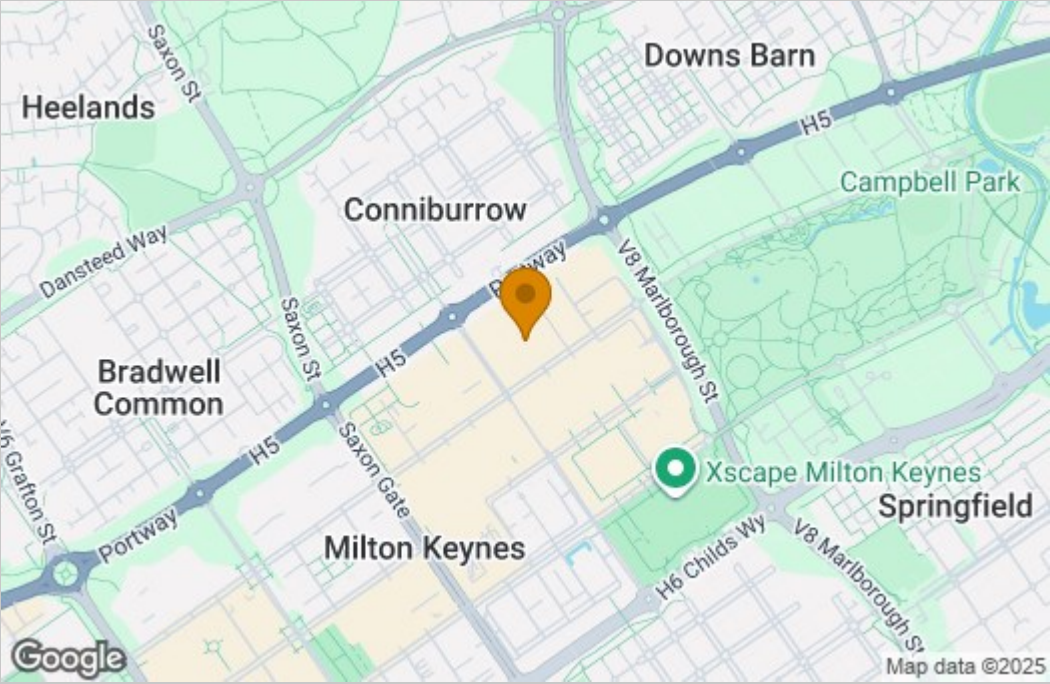 Saxon St
Downs Barn
Heelands
H5
Campbell Park
Conniburrow
Dansteed Way
Portway
V8 Marlborough St
Saxon St
H5
Bradwell
Common
V6 Grafton St
H5
Saxon Gate
Xscape Milton Keynes
Springfield
Portway
Milton Keynes
H6 Childs Wy
V8 Marlborough St
Google
Map data ©2025